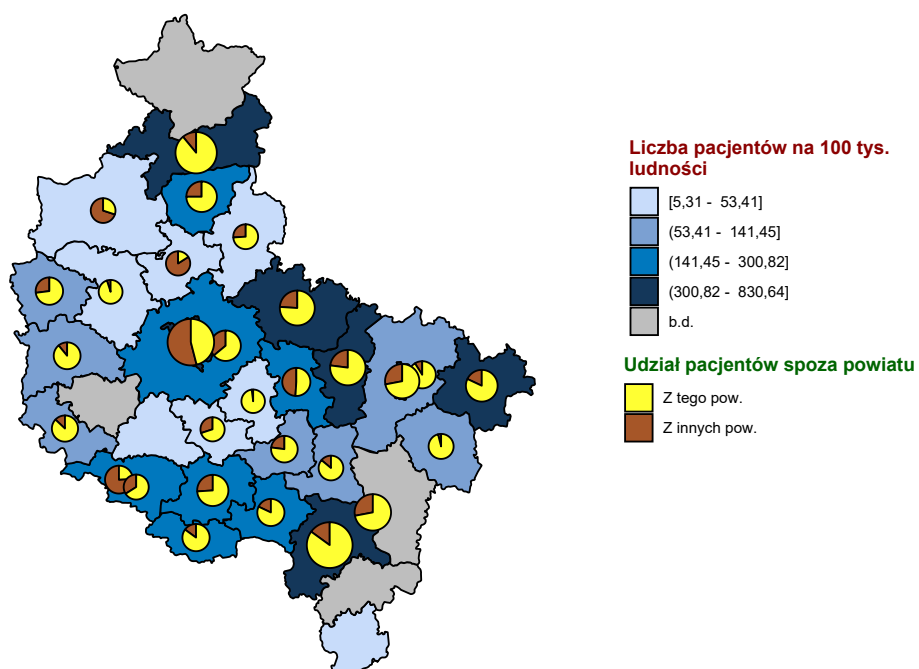 Liczba pacjentów na 100 tys.
ludności
[5,31 - 53,41]
(53,41 - 141,45]
(141,45 - 300,82]
(300,82 - 830,64]
b.d.
Udział pacjentów spoza powiatu
Z tego pow.
Z innych pow.